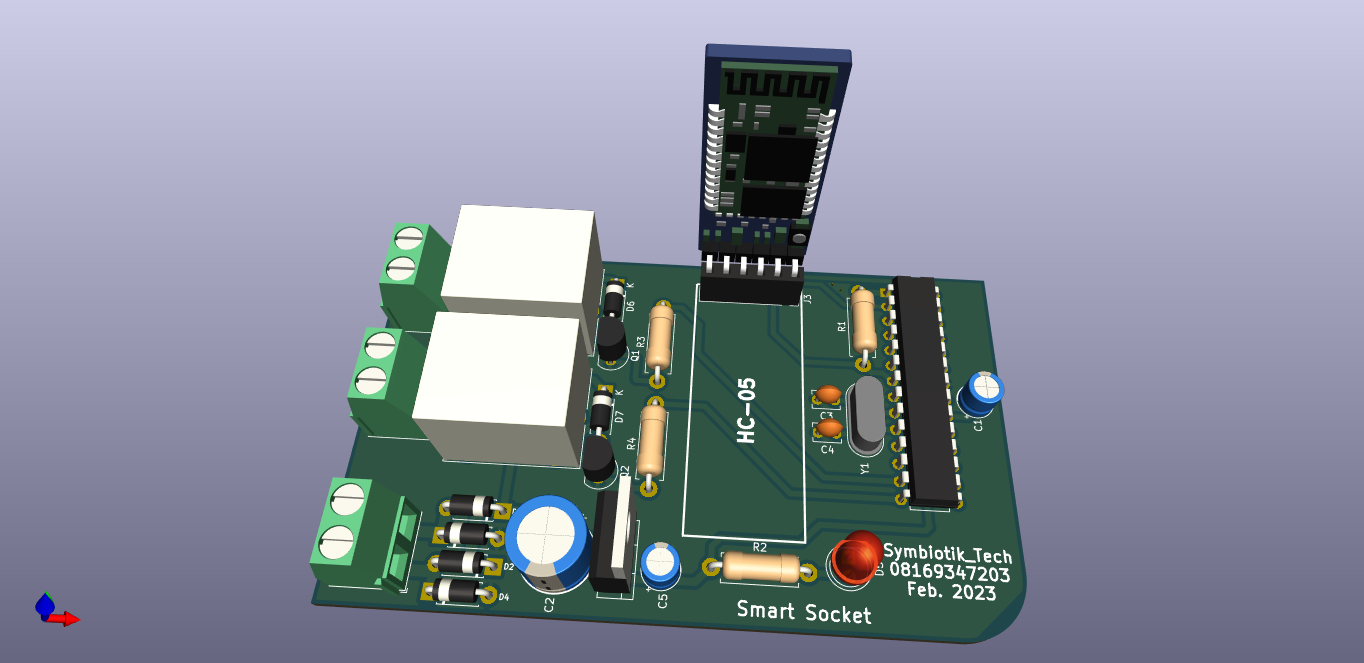 K
D6
J3
Q1
R3
R1
K
D7
HC-05
C3
C1
R4
C4
Y1
Q2
R2
Symbiotik_Tech
08169347203
Feb. 2023
D2
D4
C2
C5
Smart Socket